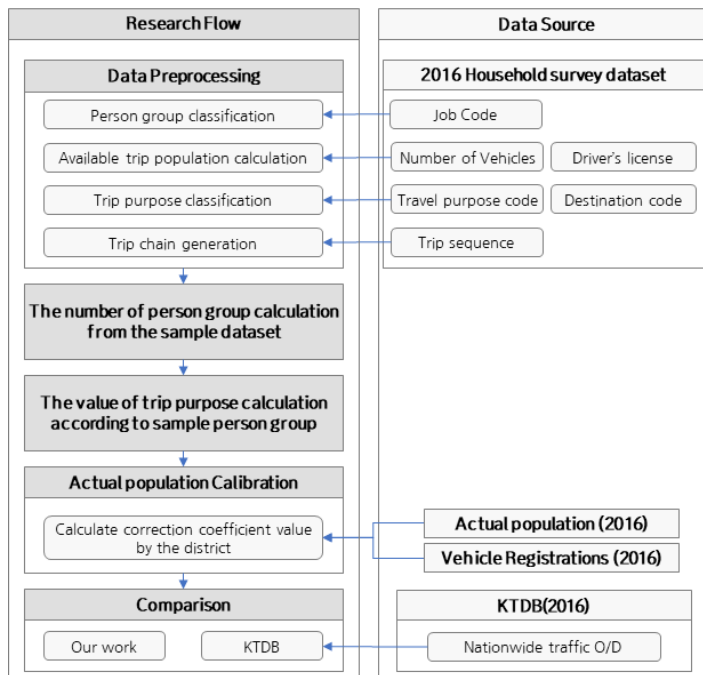 Research Flow
Data Preprocessing
Person group classification
Available trip population calculation
Trip purpose classification
Trip chain generation
The number of person group calculation
from the sample dataset
The value of trip purpose calculation
according to sample person group
Actual population Calibration
Calculate correction coefficient value
by the district
Comparison
Our work
KTDB
Data Source
2016 Household survey dataset
Job Code
Number of Vehicles
Driver's license
Travel purpose code
Destination code
Trip sequence
Actual population (2016)
Vehicle Registrations (2016)
KTDB(2016)
Nationwide traffic O/D